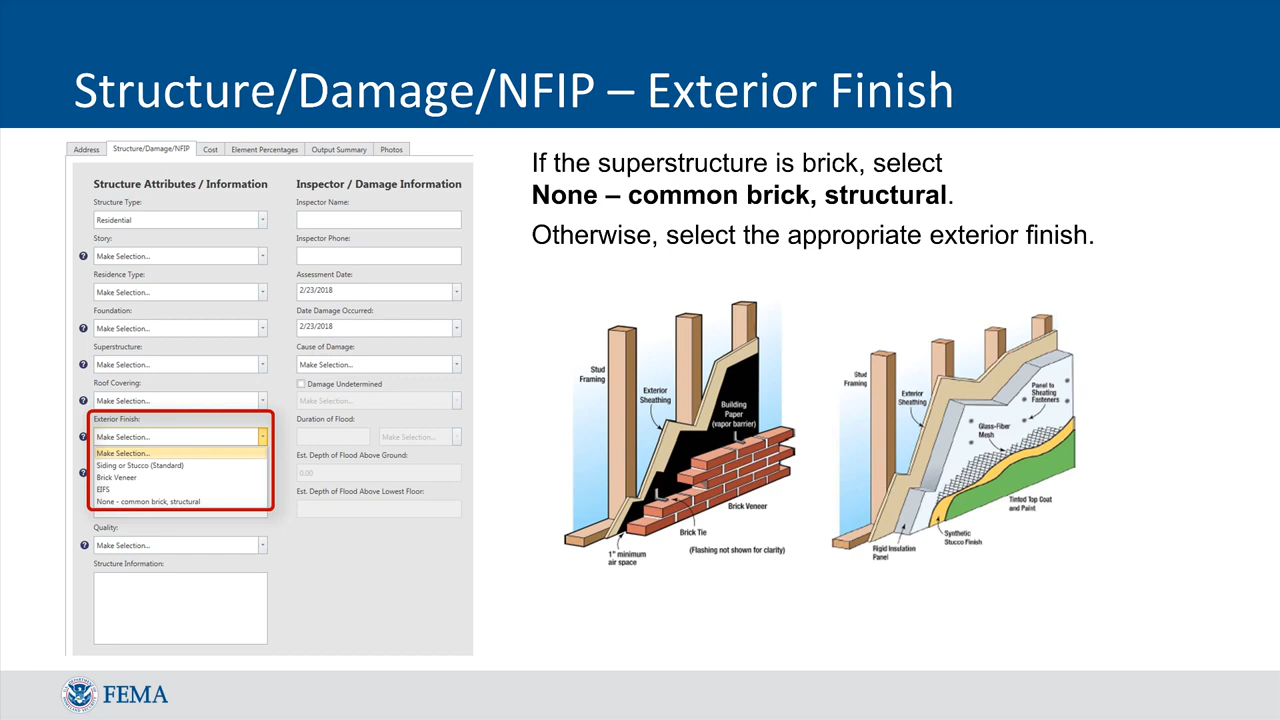 Structure/Damage/NFIP – Exterior Finish
Address
Structure/Damage/NFIP
Cost
Element Percentages
Output Summary
Photos
Structure Attributes / Information
Structure Type:
Residential
Story:
Make Selection...
Residence Type:
Make Selection...
Foundation:
Make Selection...
Superstructure:
Make Selection...
Roof Covering:
Make Selection...
Exterior Finish:
Make Selection...
Make Selection...
Siding or Stucco (Standard)
Brick Veneer
EIFS
None - common brick, structural
Quality:
Make Selection...
Structure Information:
Inspector / Damage Information
Inspector Name:
Inspector Phone:
Assessment Date:
2/23/2018
Date Damage Occurred:
2/23/2018
Cause of Damage:
Make Selection...
Damage Undetermined
Make Selection...
Duration of Flood:
Make Selection...
Est. Depth of Flood Above Ground:
0.00
Est. Depth of Flood Above Lowest Floor:
If the superstructure is brick, select
None – common brick, structural.
Otherwise, select the appropriate exterior finish.
Stud
Framing
Exterior
Sheathing
Building
Paper
(vapor barrier)
Brick Veneer
Brick Tie
(Flashing not shown for clarity)
1" minimum
air space
Stud
Framing
Exterior
Sheathing
Panel to
Sheathing
Fasteners
Glass-Fiber
Mesh
Tinted Top Coat
and Paint
Synthetic
Stucco Finish
Rigid Insulation
Panel
FEMA